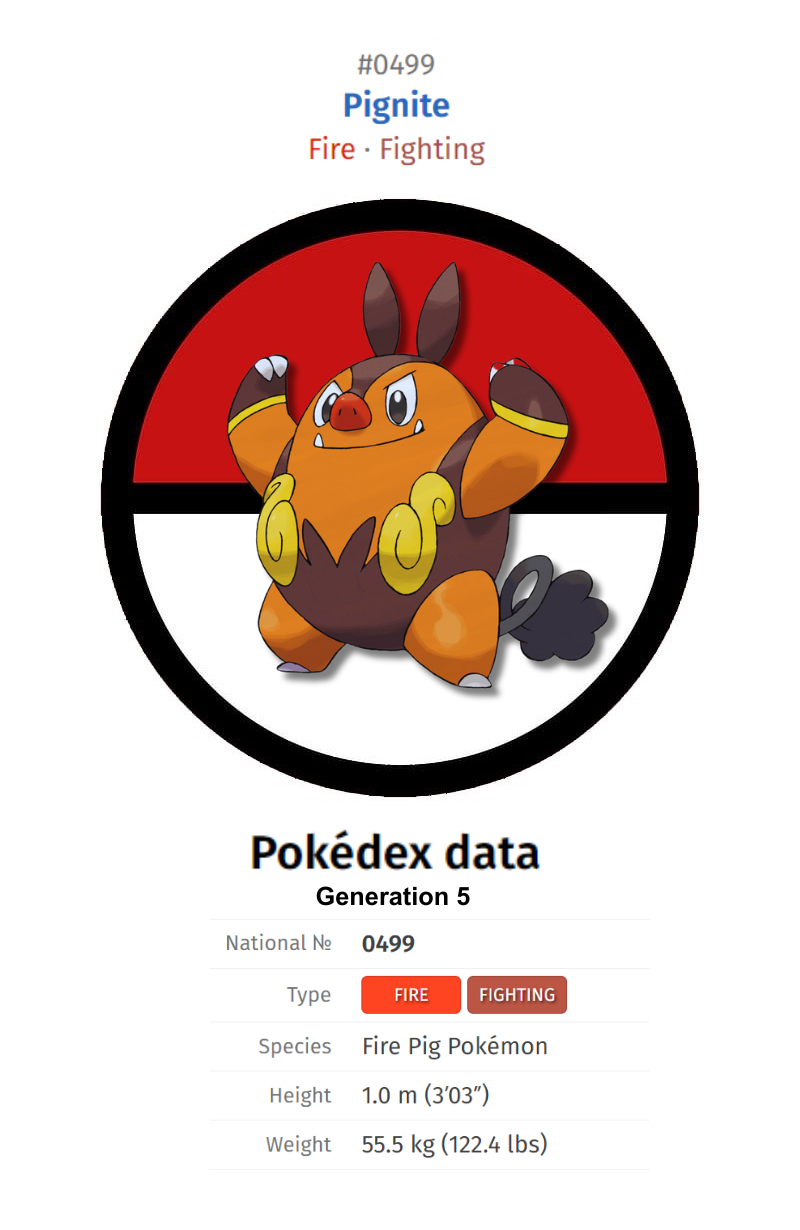 #0499
Pignite
Fire · Fighting
Pokédex data
Generation 5
National № 0499
Type FIRE FIGHTING
Species Fire Pig Pokémon
Height 1.0 m (3′03″)
Weight 55.5 kg (122.4 lbs)